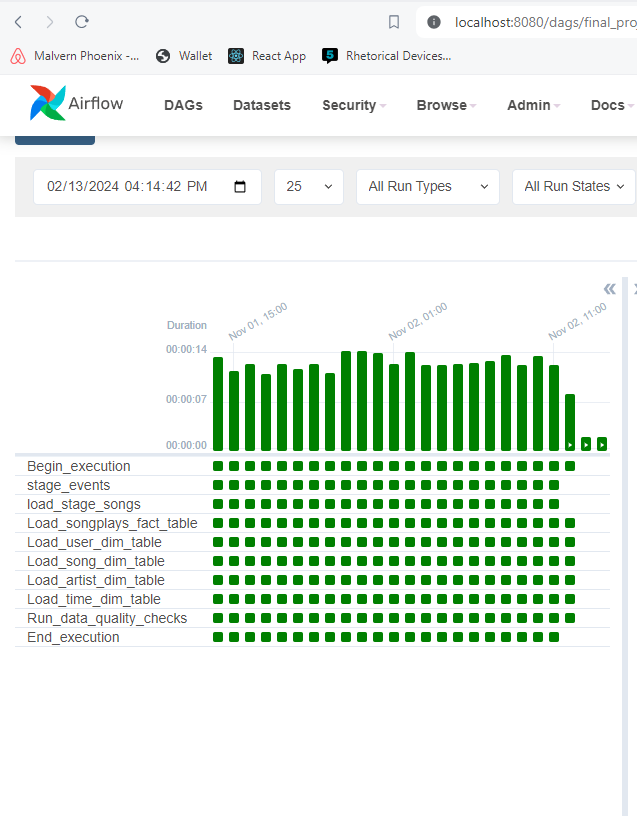 localhost:8080/dags/final_pro
Malvern Phoenix -... Wallet React App 5 Rhetorical Devices...
Airflow DAGs Datasets Security Browse Admin Docs
02/13/2024 04:14:42 PM 25 All Run Types All Run States
Nov 01, 15:00 Nov 02, 01:00 Nov 02, 11:00
Duration
00:00:14
00:00:07
00:00:00
Begin_execution
stage_events
load_stage_songs
Load_songplays_fact_table
Load_user_dim_table
Load_song_dim_table
Load_artist_dim_table
Load_time_dim_table
Run_data_quality_checks
End_execution